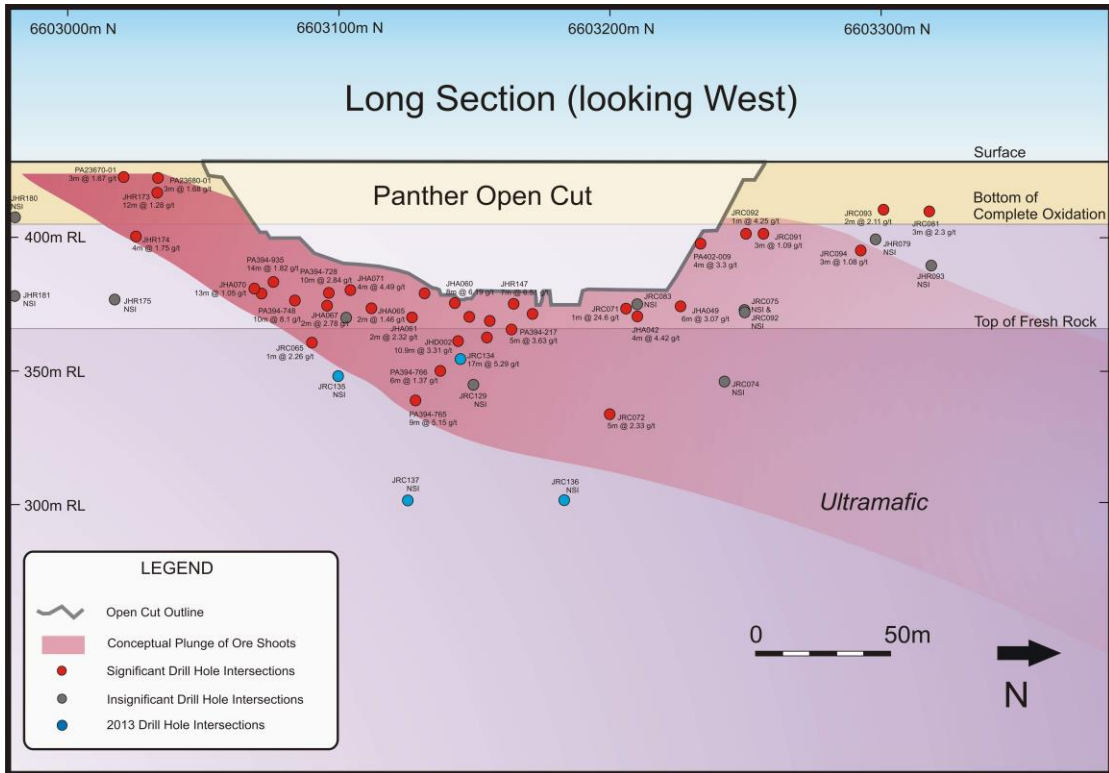 6603000m N
6603100m N
6603200m N
6603300m N
Long Section (looking West)
Surface
Panther Open Cut
Bottom of
Complete Oxidation
Top of Fresh Rock
400m RL
350m RL
300m RL
PA23670-01
3m @ 1.87 g/t
PA23680-01
3m @ 1.68 g/t
JHR173
12m @ 1.28 g/t
JHR180
NSI
JHR174
4m @ 1.75 g/t
JHR181
NSI
JHR175
NSI
PA394-935
14m @ 1.82 g/t
JHA070
13m @ 1.05 g/t
PA394-728
10m @ 2.84 g/t
JHA071
4m @ 4.49 g/t
PA394-748
10m @ 8.1 g/t
JHA067
2m @ 2.78 g/t
JHA065
2m @ 1.46 g/t
JHA061
2m @ 2.32 g/t
JHA060
8m @ 6.19 g/t
JHR147
JHD002
10.9m @ 3.31 g/t
PA394-217
5m @ 3.63 g/t
JRC065
1m @ 2.26 g/t
JRC134
17m @ 5.29 g/t
PA394-766
6m @ 1.37 g/t
JRC135
NSI
JRC129
NSI
PA394-765
9m @ 5.15 g/t
JRC137
NSI
JRC136
NSI
JRC071
1m @ 24.6 g/t
JRC083
NSI
JHA042
4m @ 4.42 g/t
JHA049
6m @ 3.07 g/t
JRC075
NSI &
JRC092
NSI
JRC074
NSI
JRC072
5m @ 2.33 g/t
PA402-009
4m @ 3.3 g/t
JRC092
1m @ 4.25 g/t
JRC091
3m @ 1.09 g/t
JRC093
2m @ 2.11 g/t
JRC081
3m @ 2.3 g/t
JRC094
3m @ 1.08 g/t
JHR079
NSI
JHR093
NSI
Ultramafic
LEGEND
Open Cut Outline
Conceptual Plunge of Ore Shoots
Significant Drill Hole Intersections
Insignificant Drill Hole Intersections
2013 Drill Hole Intersections
0
50m
N